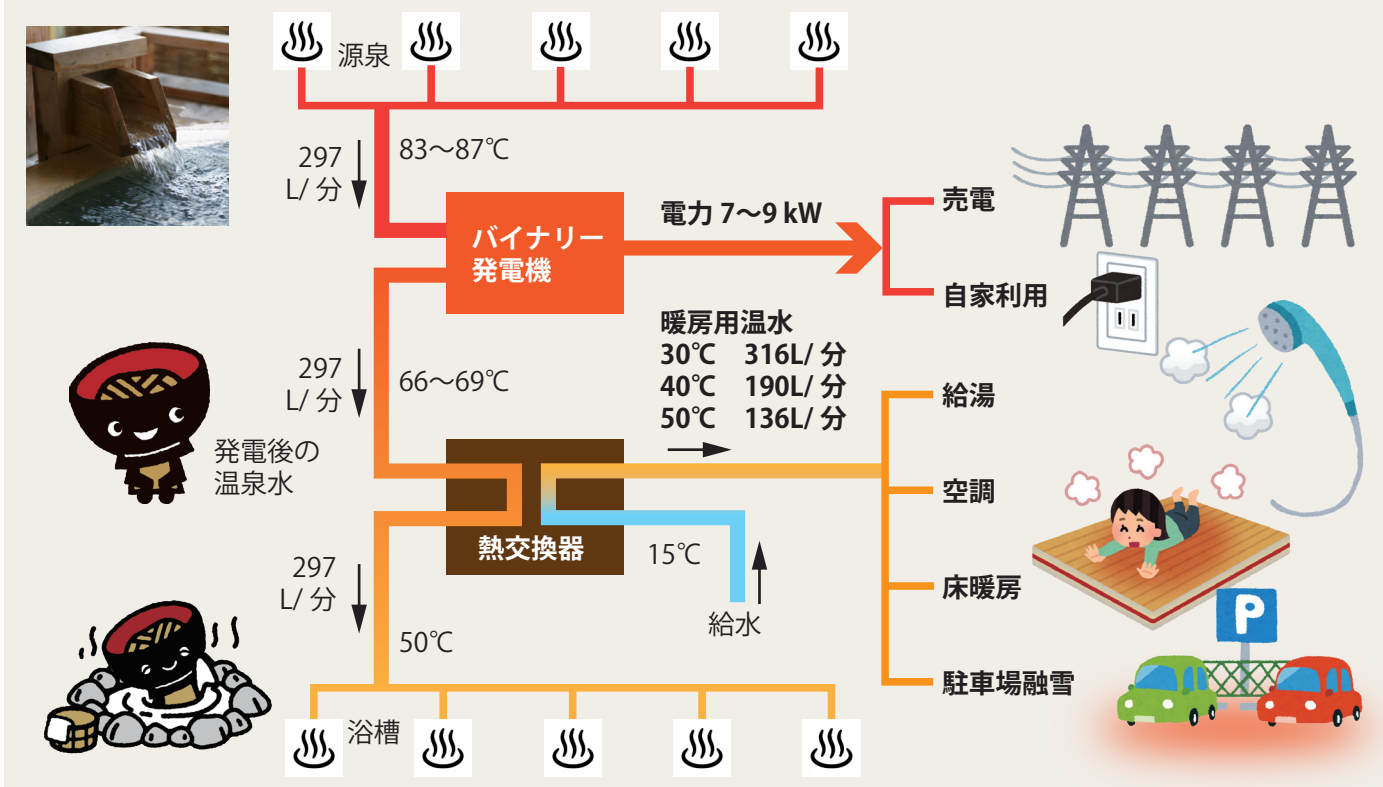 源泉
297
L/ 分
83〜87℃
バイナリー
発電機
電力 7〜9 kW
売電
自家利用
暖房用温水
30℃ 316L/ 分
40℃ 190L/ 分
50℃ 136L/ 分
297
L/ 分
66〜69℃
発電後の
温泉水
熱交換器
15℃
給水
給湯
空調
床暖房
駐車場融雪
P
297
L/ 分
50℃
浴槽